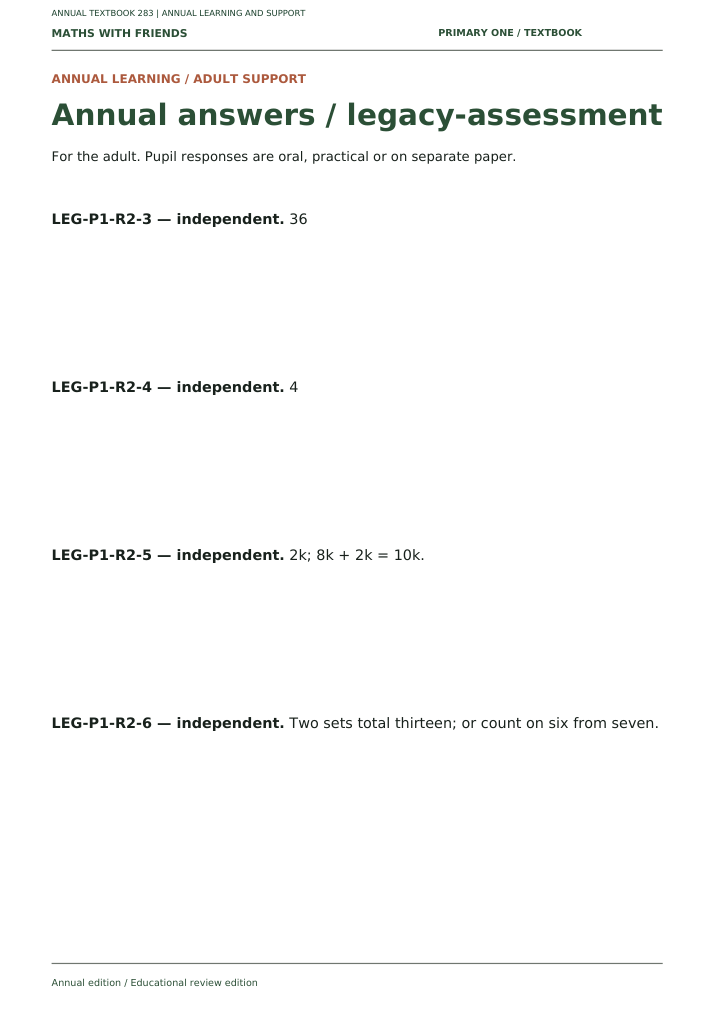 ANNUAL TEXTBOOK 283 | ANNUAL LEARNING AND SUPPORT
MATHS WITH FRIENDS
PRIMARY ONE / TEXTBOOK
ANNUAL LEARNING / ADULT SUPPORT
Annual answers / legacy-assessment
For the adult. Pupil responses are oral, practical or on separate paper.
LEG-P1-R2-3 — independent. 36
LEG-P1-R2-4 — independent. 4
LEG-P1-R2-5 — independent. 2k; 8k + 2k = 10k.
LEG-P1-R2-6 — independent. Two sets total thirteen; or count on six from seven.
Annual edition / Educational review edition